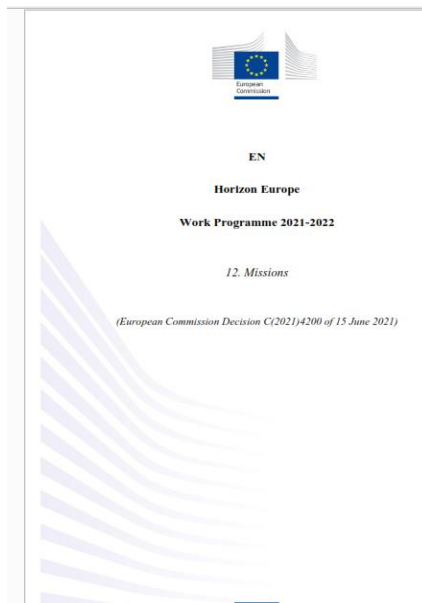 European
Commission
EN
Horizon Europe
Work Programme 2021-2022
12. Missions
(European Commission Decision C(2021)4200 of 15 June 2021)